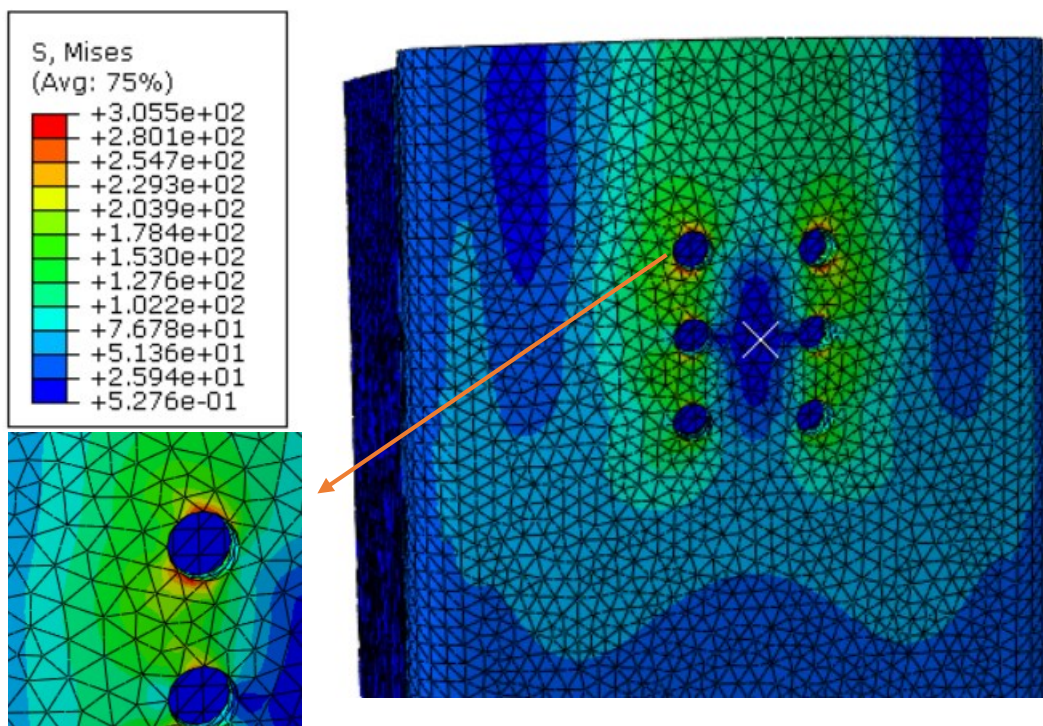 S, Mises
(Avg: 75%)
+3.055e+02
+2.801e+02
+2.547e+02
+2.293e+02
+2.039e+02
+1.784e+02
+1.530e+02
+1.276e+02
+1.022e+02
+7.678e+01
+5.136e+01
+2.594e+01
+5.276e-01